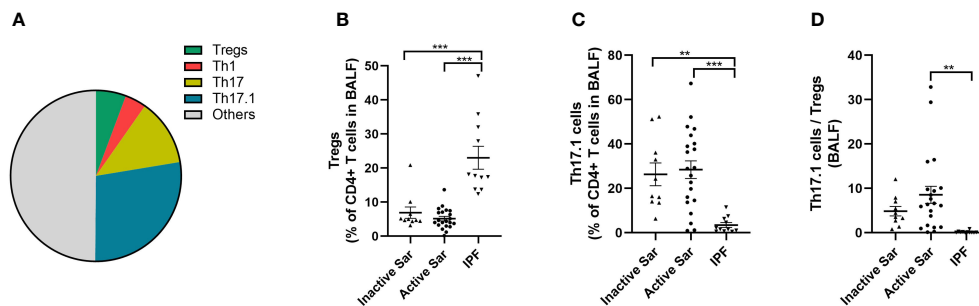 A
Tregs
Th1
Th17
Th17.1
Others
B
Tregs
(% of CD4+ T cells in BALF)
50
40
30
20
10
0
***
***
Inactive Sar
Active Sar
IPF
C
Th17.1 cells
(% of CD4+ T cells in BALF)
80
60
40
20
0
**
***
Inactive Sar
Active Sar
IPF
D
Th17.1 cells / Tregs
(BALF)
40
30
20
10
0
**
Inactive Sar
Active Sar
IPF